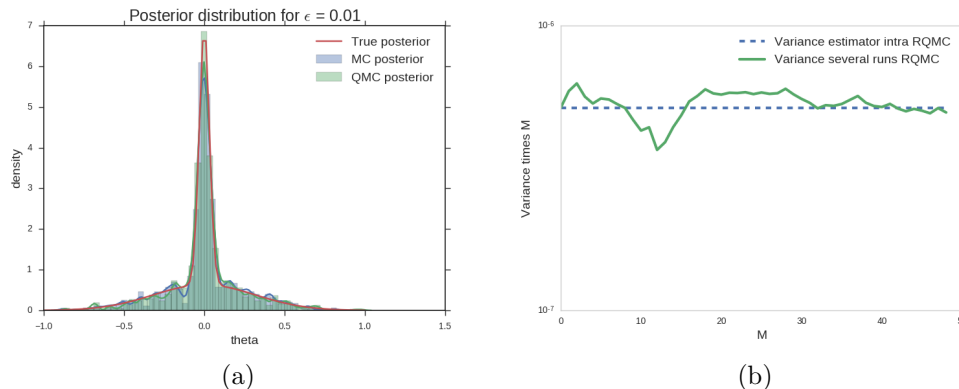 Posterior distribution for ϵ = 0.01
True posterior
MC posterior
QMC posterior
density
7
6
5
4
3
2
1
0
−1.0 −0.5 0.0 0.5 1.0 1.5
theta
(a)
10⁻⁶
Variance estimator intra RQMC
Variance several runs RQMC
Variance times M
10⁻⁷
0 10 20 30 40 50
M
(b)